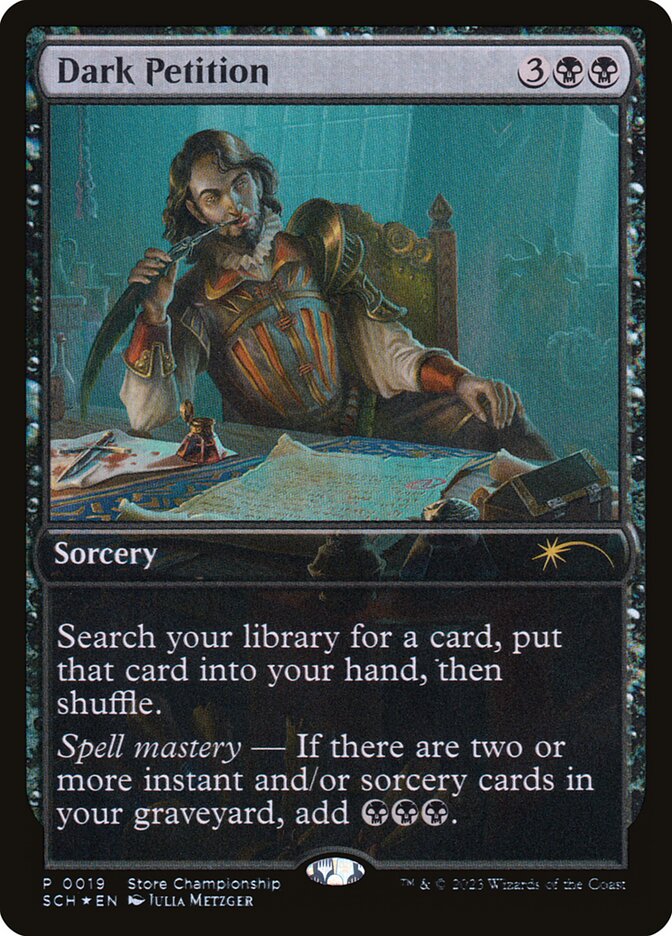 Dark Petition 3
Sorcery
Search your library for a card, put
that card into your hand, then
shuffle.
Spell mastery — If there are two or
more instant and/or sorcery cards in
your graveyard, add .
P 0019 Store Championship
SCH ★ EN Julia Metzger
™ & © 2023 Wizards of the Coast